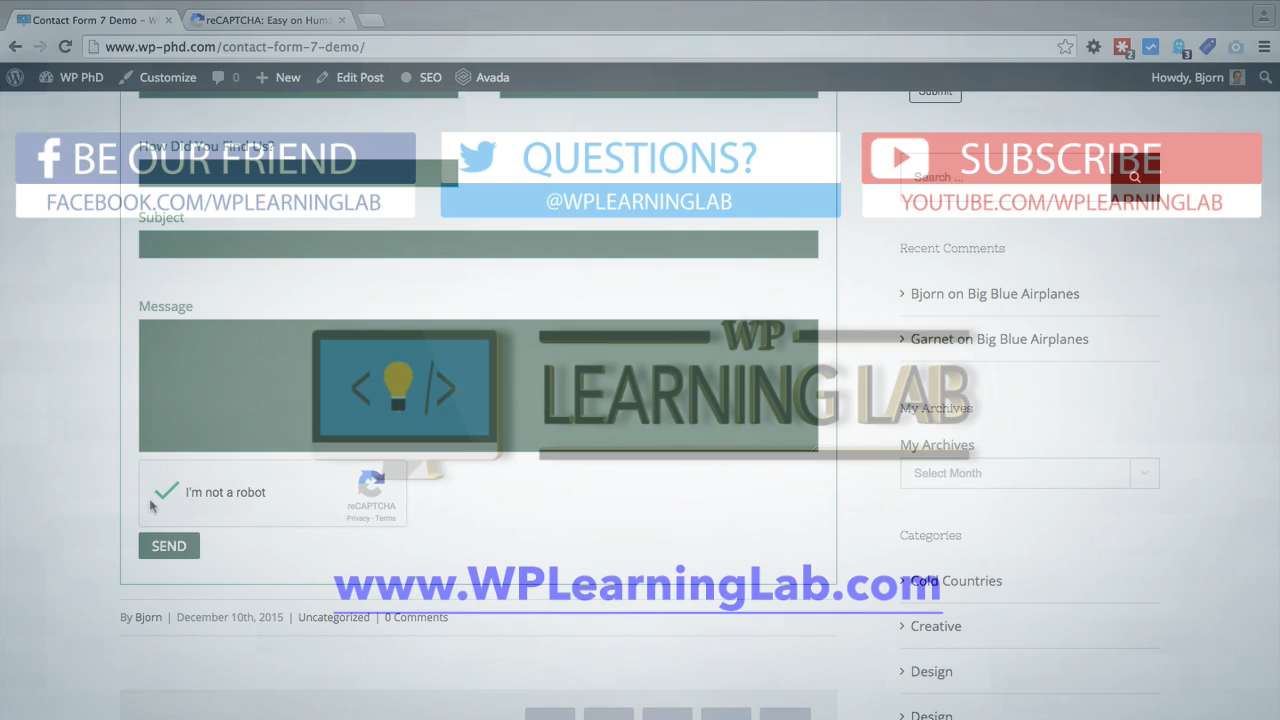 Contact Form 7 Demo – W
reCAPTCHA: Easy on Hum
www.wp-phd.com/contact-form-7-demo/
2
3
WP PhD
Customize
0
New
Edit Post
SEO
Avada
Howdy, Bjorn
Submit
How Did You Find Us?
BE OUR FRIEND
FACEBOOK.COM/WPLEARNINGLAB
QUESTIONS?
@WPLEARNINGLAB
SUBSCRIBE
YOUTUBE.COM/WPLEARNINGLAB
Search ...
Subject
Recent Comments
Bjorn on Big Blue Airplanes
Garnet on Big Blue Airplanes
Message
WP
LEARNING LAB
My Archives
My Archives
Select Month
I'm not a robot
reCAPTCHA
Privacy - Terms
SEND
Categories
Cold Countries
www.WPLearningLab.com
By Bjorn | December 10th, 2015 | Uncategorized | 0 Comments
Creative
Design
Design